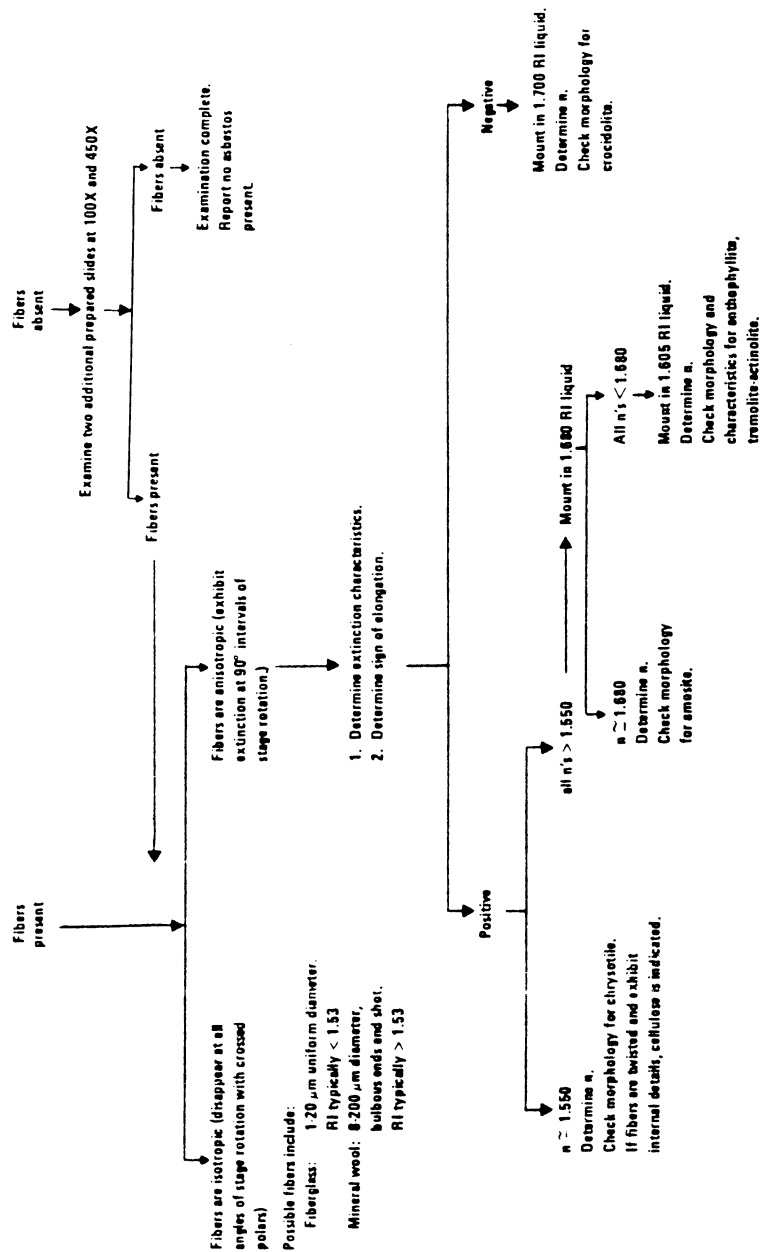 Fibers
present
Fibers
absent
Examine two additional prepared slides at 100X and 450X
Fibers present
Fibers absent
Examination complete.
Report no asbestos
present.
Fibers are isotropic (disappear at all
angles of stage rotation with crossed
polars)
Possible fibers include:
Fiberglass: 1-20 μm uniform diameter.
RI typically < 1.53
Mineral wool: 8-200 μm diameter,
bulbous ends and shot.
RI typically > 1.53
Fibers are anisotropic (exhibit
extinction at 90° intervals of
stage rotation.)
1. Determine extinction characteristics.
2. Determine sign of elongation.
Positive
Negative
n ≃ 1.550
Determine n.
Check morphology for chrysotile.
If fibers are twisted and exhibit
internal details, cellulose is indicated.
all n's > 1.550
Mount in 1.680 RI liquid
n ≃ 1.680
Determine n.
Check morphology
for amosite.
All n's < 1.680
Mount in 1.605 RI liquid.
Determine n.
Check morphology and
characteristics for anthophyllite,
tremolite-actinolite.
Mount in 1.700 RI liquid.
Determine n.
Check morphology for
crocidolite.